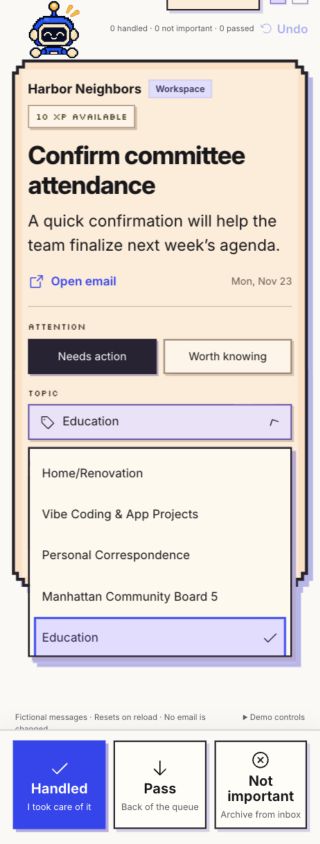 0 handled · 0 not important · 0 passed Undo
Harbor Neighbors Workspace
10 XP AVAILABLE
Confirm committee
attendance
A quick confirmation will help the
team finalize next week's agenda.
Open email Mon, Nov 23
ATTENTION
Needs action Worth knowing
TOPIC
Education
Home/Renovation
Vibe Coding & App Projects
Personal Correspondence
Manhattan Community Board 5
Education
Fictional messages · Resets on reload · No email is Demo controls
changed
Handled Pass Not
important
I took care of it Back of the queue Archive from inbox